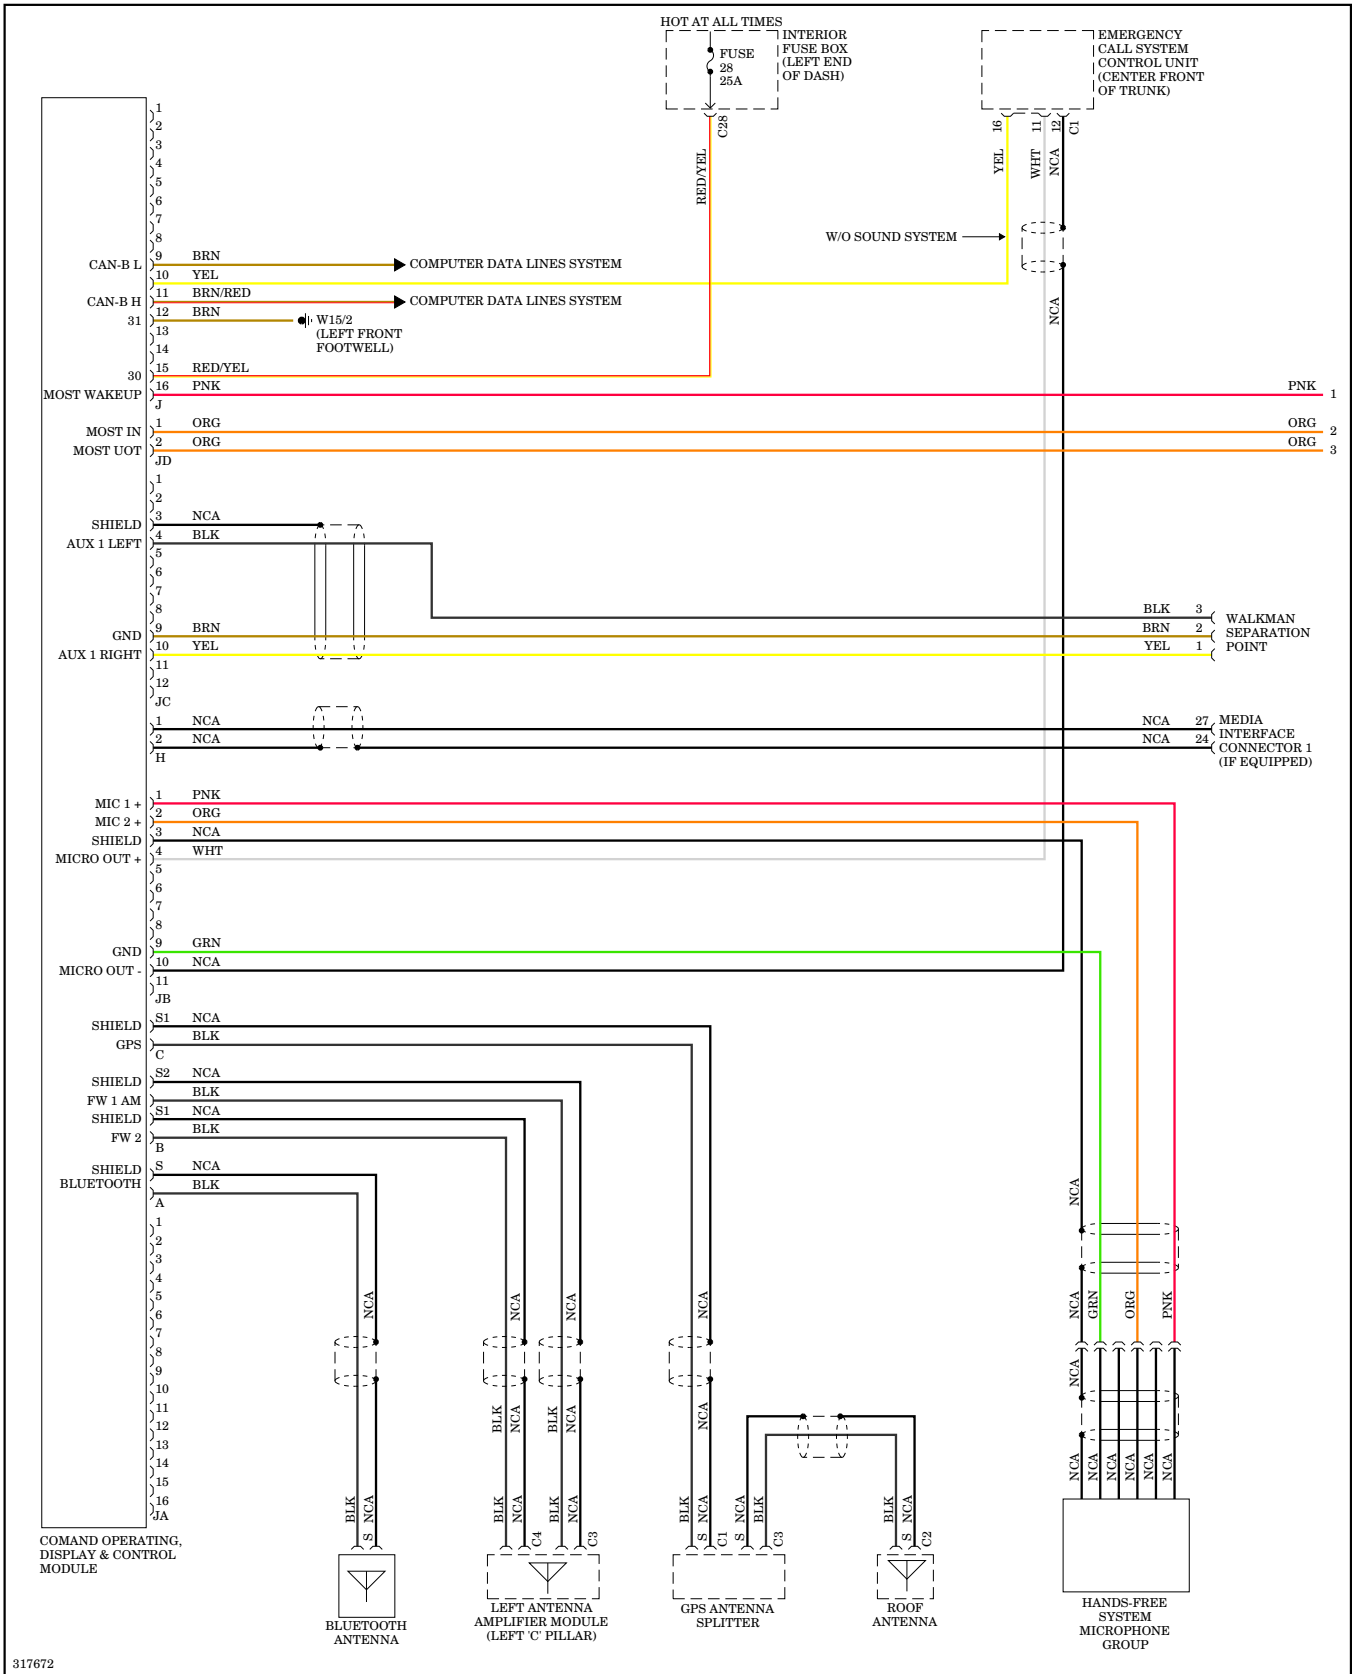 HOT AT ALL TIMES
FUSE
28
25A
INTERIOR
FUSE BOX
(LEFT END
OF DASH)
C28
RED/YEL
EMERGENCY
CALL SYSTEM
CONTROL UNIT
(CENTER FRONT
OF TRUNK)
16
11
12
C1
YEL
WHT
NCA
W/O SOUND SYSTEM
NCA
1
2
3
4
5
6
7
8
CAN-B L 9 BRN COMPUTER DATA LINES SYSTEM
10 YEL
CAN-B H 11 BRN/RED COMPUTER DATA LINES SYSTEM
31 12 BRN W15/2
(LEFT FRONT
FOOTWELL)
13
14
30 15 RED/YEL
MOST WAKEUP 16 PNK PNK 1
J
MOST IN 1 ORG ORG 2
MOST UOT 2 ORG ORG 3
JD
1
2
SHIELD 3 NCA
AUX 1 LEFT 4 BLK
5
6
7
8
BLK 3
GND 9 BRN BRN 2
AUX 1 RIGHT 10 YEL YEL 1
WALKMAN
SEPARATION
POINT
11
12
JC
1 NCA NCA 27
2 NCA NCA 24
H
MEDIA
INTERFACE
CONNECTOR 1
(IF EQUIPPED)
MIC 1 + 1 PNK
MIC 2 + 2 ORG
SHIELD 3 NCA
MICRO OUT + 4 WHT
5
6
7
8
GND 9 GRN
MICRO OUT - 10 NCA
11
JB
SHIELD S1 NCA
GPS BLK
C
SHIELD S2 NCA
FW 1 AM BLK
SHIELD S1 NCA
FW 2 BLK
B
SHIELD S NCA
BLUETOOTH BLK
A
1
2
3
4
5
6
7
8
9
10
11
12
13
14
15
16
JA
COMAND OPERATING,
DISPLAY & CONTROL
MODULE
NCA
NCA
NCA
NCA
BLK
NCA
BLK
NCA
NCA
BLK
S
NCA
BLK
NCA
C4
BLK
NCA
C3
BLK
S
NCA
C1
S
NCA
BLK
C3
BLK
S
NCA
C2
NCA
NCA
GRN
ORG
PNK
NCA
NCA
NCA
NCA
NCA
NCA
NCA
BLUETOOTH
ANTENNA
LEFT ANTENNA
AMPLIFIER MODULE
(LEFT 'C' PILLAR)
GPS ANTENNA
SPLITTER
ROOF
ANTENNA
HANDS-FREE
SYSTEM
MICROPHONE
GROUP
317672